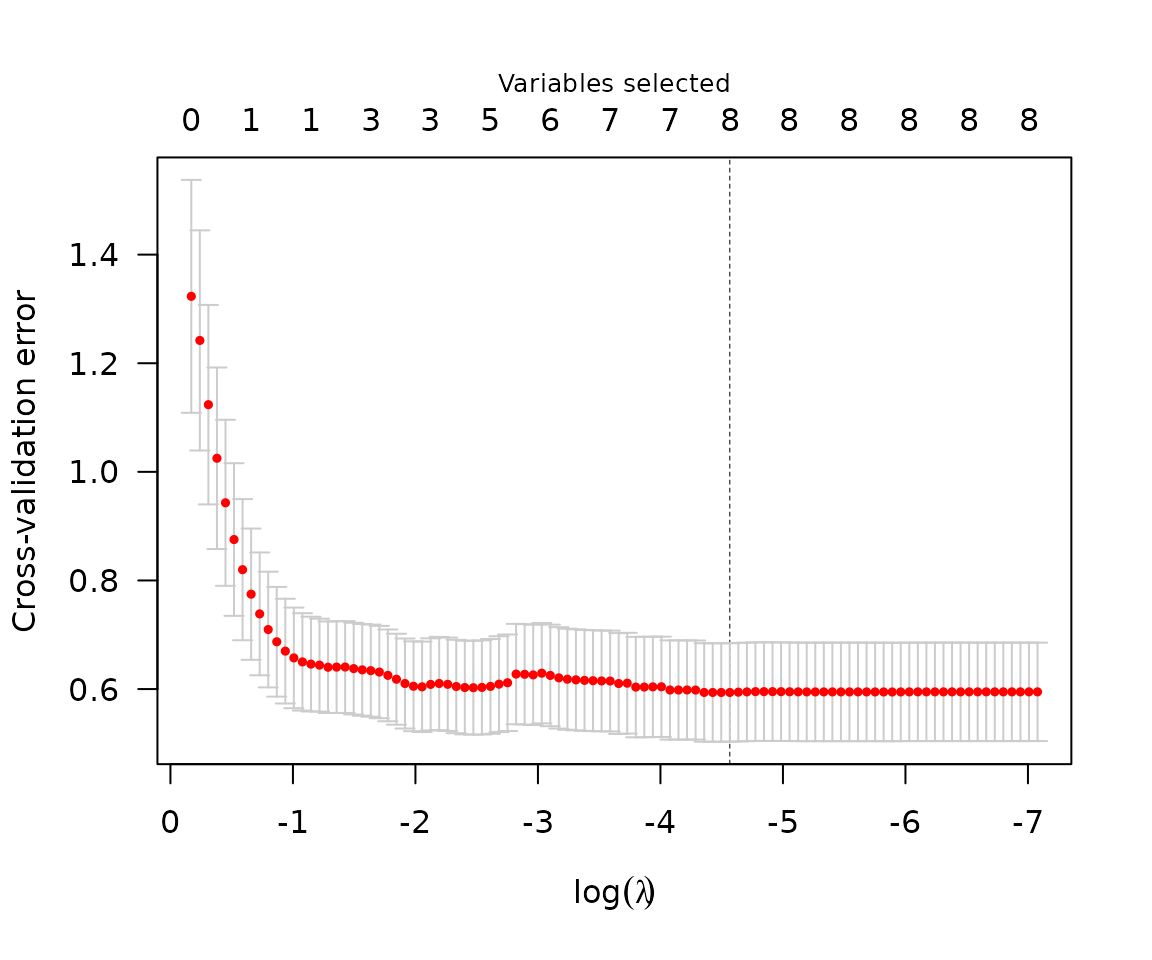 Variables selected
0 1 1 3 3 5 6 7 7 8 8 8 8 8 8
Cross-validation error
1.4
1.2
1.0
0.8
0.6
0 -1 -2 -3 -4 -5 -6 -7
log(λ)